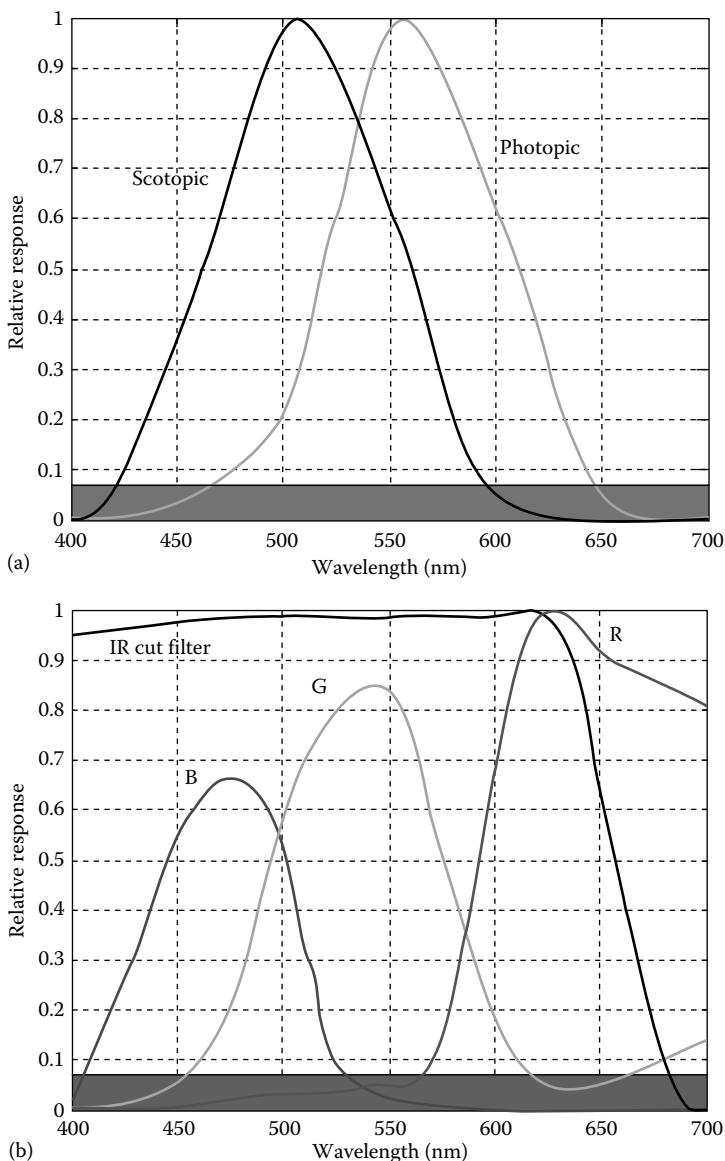 1
0.9
0.8
0.7
0.6
0.5
0.4
0.3
0.2
0.1
0
Relative response
Scotopic
Photopic
400 450 500 550 600 650 700
Wavelength (nm)
(a)
1
0.9
0.8
0.7
0.6
0.5
0.4
0.3
0.2
0.1
0
Relative response
IR cut filter
R
G
B
400 450 500 550 600 650 700
Wavelength (nm)
(b)